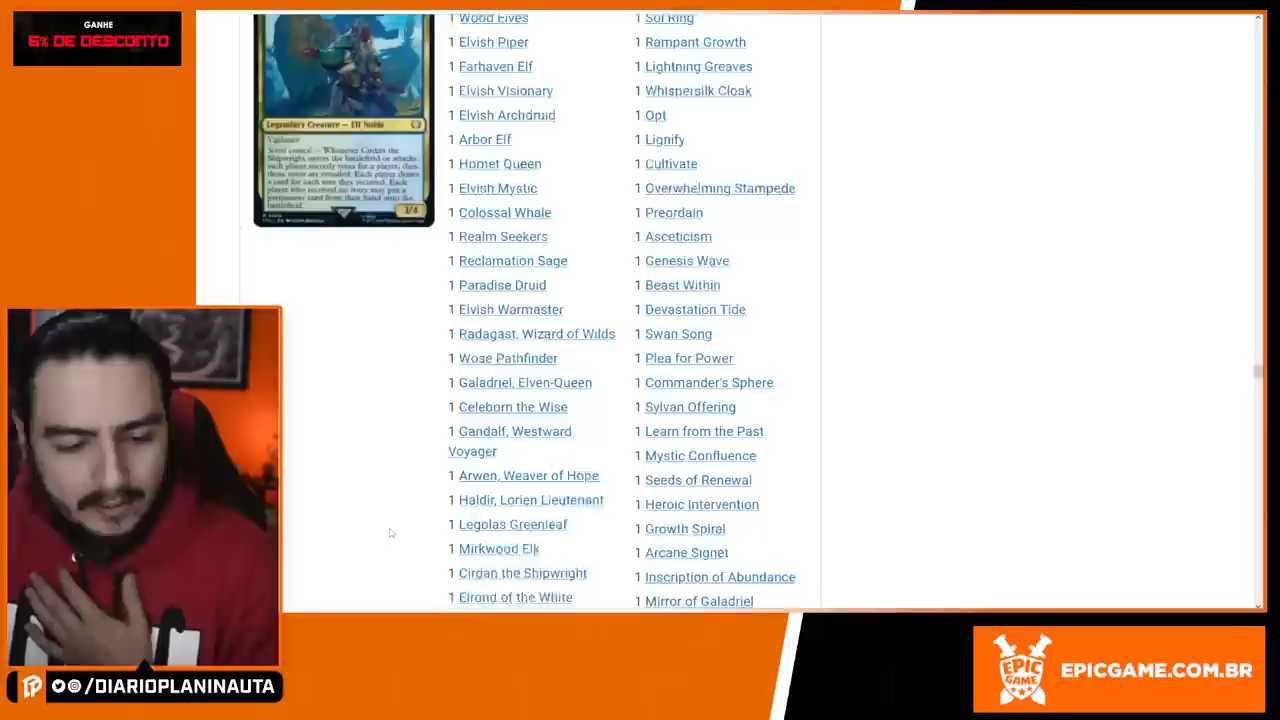 GANHE
5% DE DESCONTO
Legendary Creature — Elf Noble
Vigilance
3/4
1 Wood Elves
1 Elvish Piper
1 Farhaven Elf
1 Elvish Visionary
1 Elvish Archdruid
1 Arbor Elf
1 Hornet Queen
1 Elvish Mystic
1 Colossal Whale
1 Realm Seekers
1 Reclamation Sage
1 Paradise Druid
1 Elvish Warmaster
1 Radagast, Wizard of Wilds
1 Wose Pathfinder
1 Galadriel, Elven-Queen
1 Celeborn the Wise
1 Gandalf, Westward
Voyager
1 Arwen, Weaver of Hope
1 Haldir, Lorien Lieutenant
1 Legolas Greenleaf
1 Mirkwood Elk
1 Cirdan the Shipwright
1 Elrond of the White
1 Sol Ring
1 Rampant Growth
1 Lightning Greaves
1 Whispersilk Cloak
1 Opt
1 Lignify
1 Cultivate
1 Overwhelming Stampede
1 Preordain
1 Asceticism
1 Genesis Wave
1 Beast Within
1 Devastation Tide
1 Swan Song
1 Plea for Power
1 Commander's Sphere
1 Sylvan Offering
1 Learn from the Past
1 Mystic Confluence
1 Seeds of Renewal
1 Heroic Intervention
1 Growth Spiral
1 Arcane Signet
1 Inscription of Abundance
1 Mirror of Galadriel
/DIARIOPLANINAUTA
EPIC
GAME
EPICGAME.COM.BR